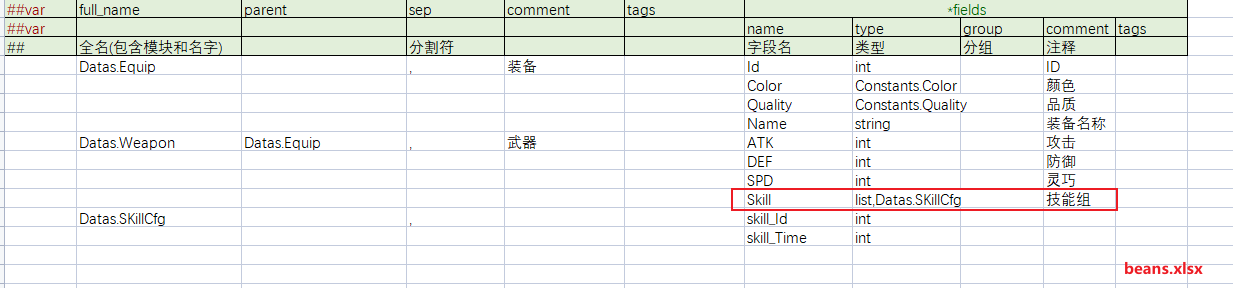 ##var full_name parent sep comment tags *fields
##var name type group comment tags
## 全名(包含模块和名字) 分割符 字段名 类型 分组 注释
Datas.Equip , 装备 Id int ID
Color Constants.Color 颜色
Quality Constants.Quality 品质
Name string 装备名称
Datas.Weapon Datas.Equip , 武器 ATK int 攻击
DEF int 防御
SPD int 灵巧
Skill list,Datas.SKillCfg 技能组
Datas.SKillCfg , skill_Id int
skill_Time int
beans.xlsx